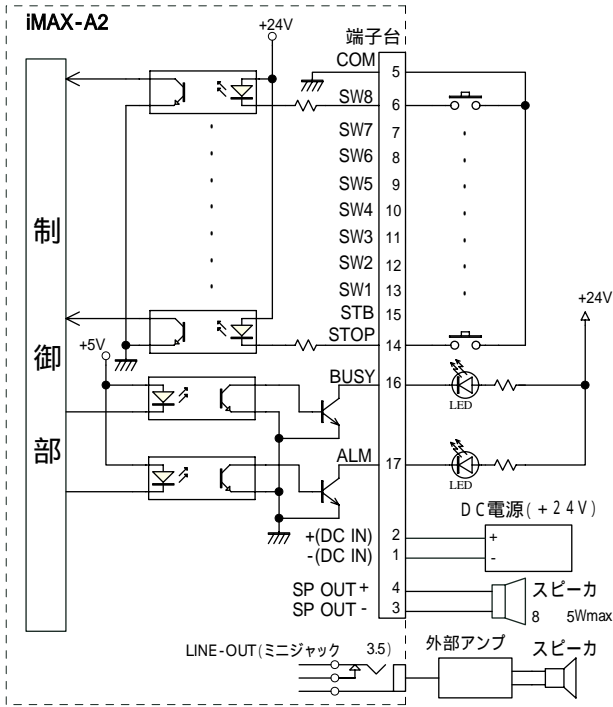 iMAX-A2
+24V
端子台
COM 5
SW8 6
SW7 7
SW6 8
SW5 9
SW4 10
SW3 11
SW2 12
SW1 13
STB 15
STOP 14
制御部
+5V
+24V
BUSY 16
LED
ALM 17
LED
DC電源(+24V)
+(DC IN) 2 +
-(DC IN) 1 -
SP OUT+ 4 スピーカ
SP OUT- 3 8 5Wmax
LINE-OUT(ミニジャック 3.5) 外部アンプ スピーカ